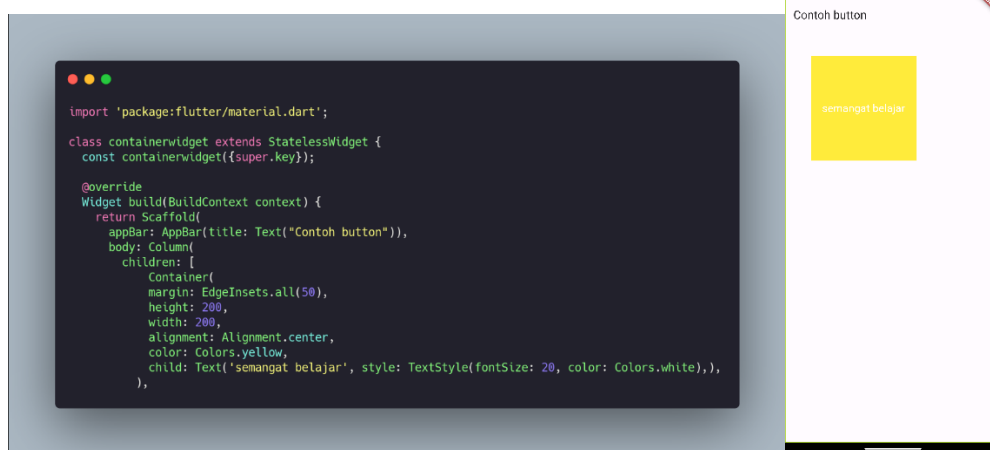 import 'package:flutter/material.dart';
class containerwidget extends StatelessWidget {
const containerwidget({super.key});
@override
Widget build(BuildContext context) {
return Scaffold(
appBar: AppBar(title: Text("Contoh button")),
body: Column(
children: [
Container(
margin: EdgeInsets.all(50),
height: 200,
width: 200,
alignment: Alignment.center,
color: Colors.yellow,
child: Text('semangat belajar', style: TextStyle(fontSize: 20, color: Colors.white),),
),
Contoh button
semangat belajar